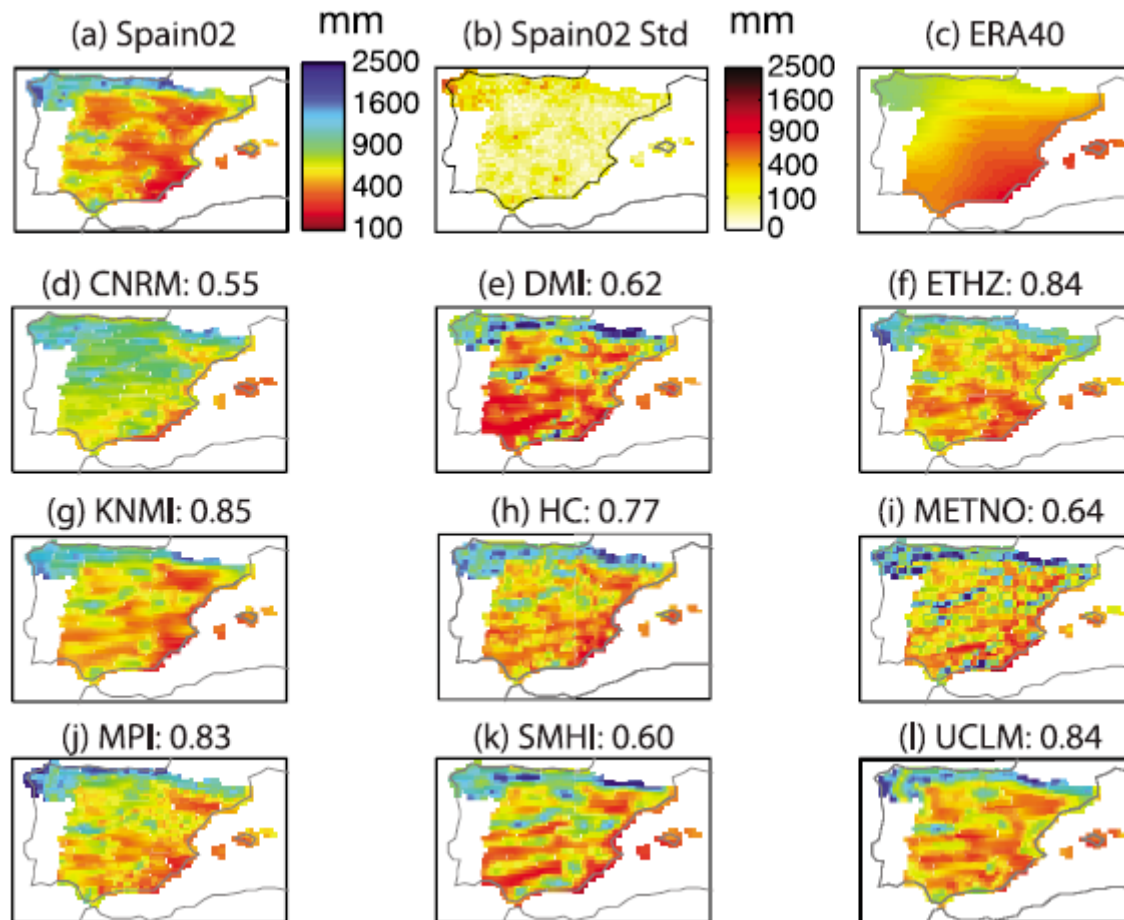 mm
mm
(a) Spain02
(b) Spain02 Std
(c) ERA40
2500
1600
900
400
100
2500
1600
900
400
100
0
(d) CNRM: 0.55
(e) DMI: 0.62
(f) ETHZ: 0.84
(g) KNMI: 0.85
(h) HC: 0.77
(i) METNO: 0.64
(j) MPI: 0.83
(k) SMHI: 0.60
(l) UCLM: 0.84